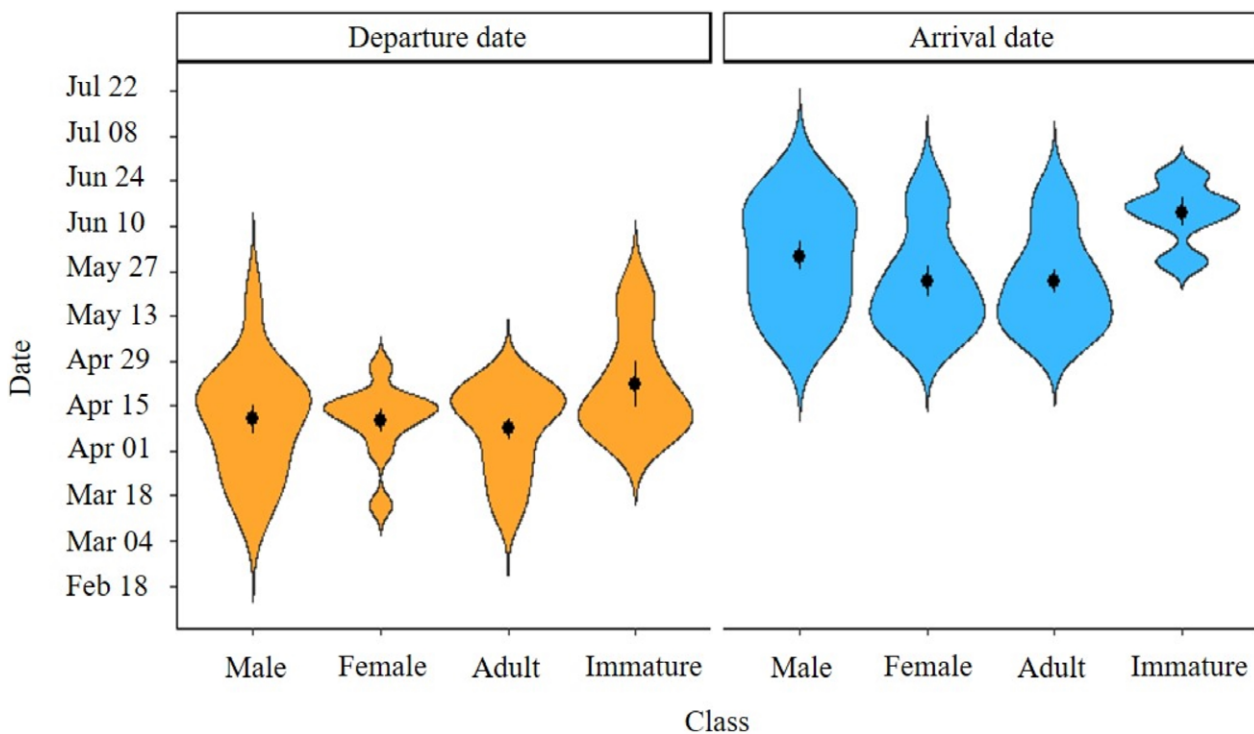 Departure date
Arrival date
Jul 22
Jul 08
Jun 24
Jun 10
May 27
May 13
Apr 29
Apr 15
Apr 01
Mar 18
Mar 04
Feb 18
Date
Male Female Adult Immature
Male Female Adult Immature
Class